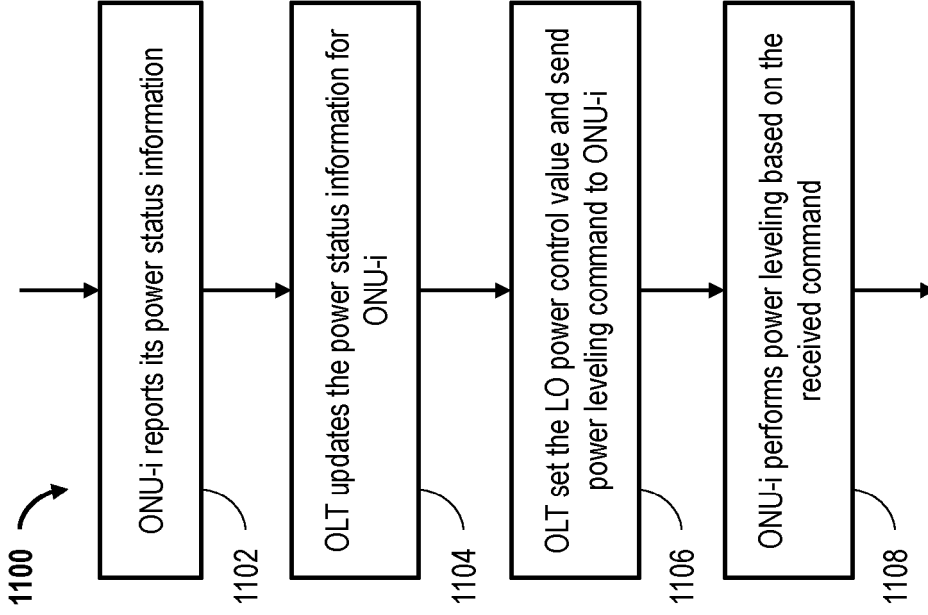 1100
ONU-i reports its power status information
1102
OLT updates the power status information for
ONU-i
1104
OLT set the LO power control value and send
power leveling command to ONU-i
1106
ONU-i performs power leveling based on the
received command
1108